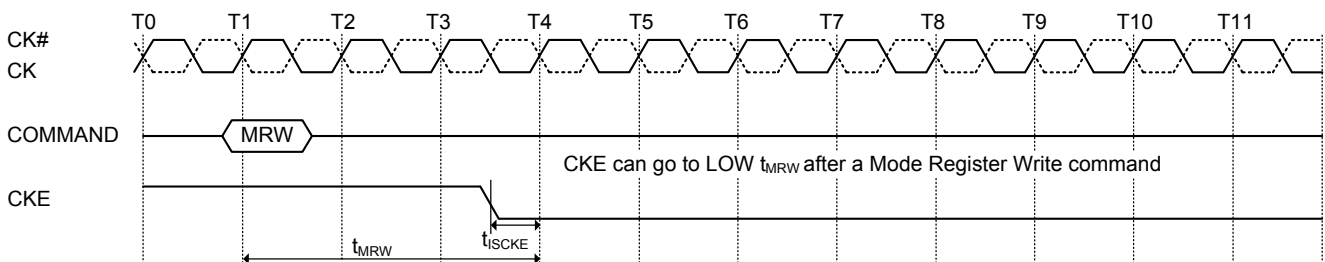 T0 T1 T2 T3 T4 T5 T6 T7 T8 T9 T10 T11
CK#
CK
COMMAND MRW
CKE can go to LOW tMRW after a Mode Register Write command
CKE
tISCKE
tMRW